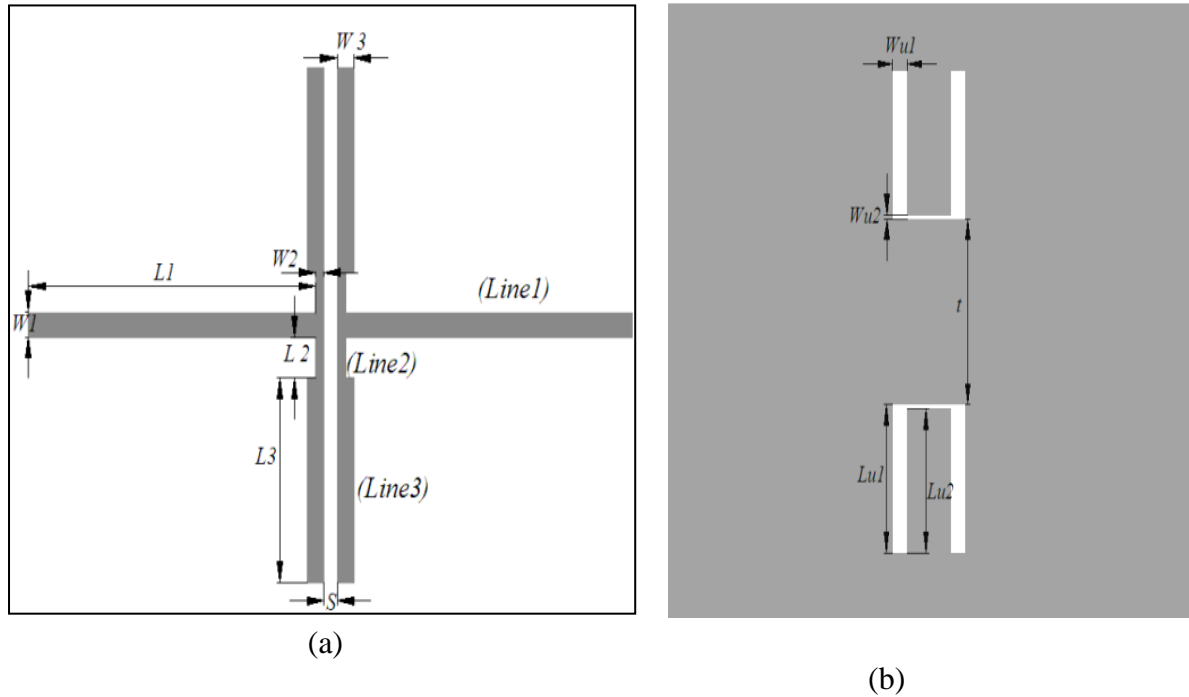 W 3
W2
L1
(Line1)
W1
L 2
(Line2)
L3
(Line3)
S
(a)
Wu1
Wu2
t
Lu1
Lu2
(b)